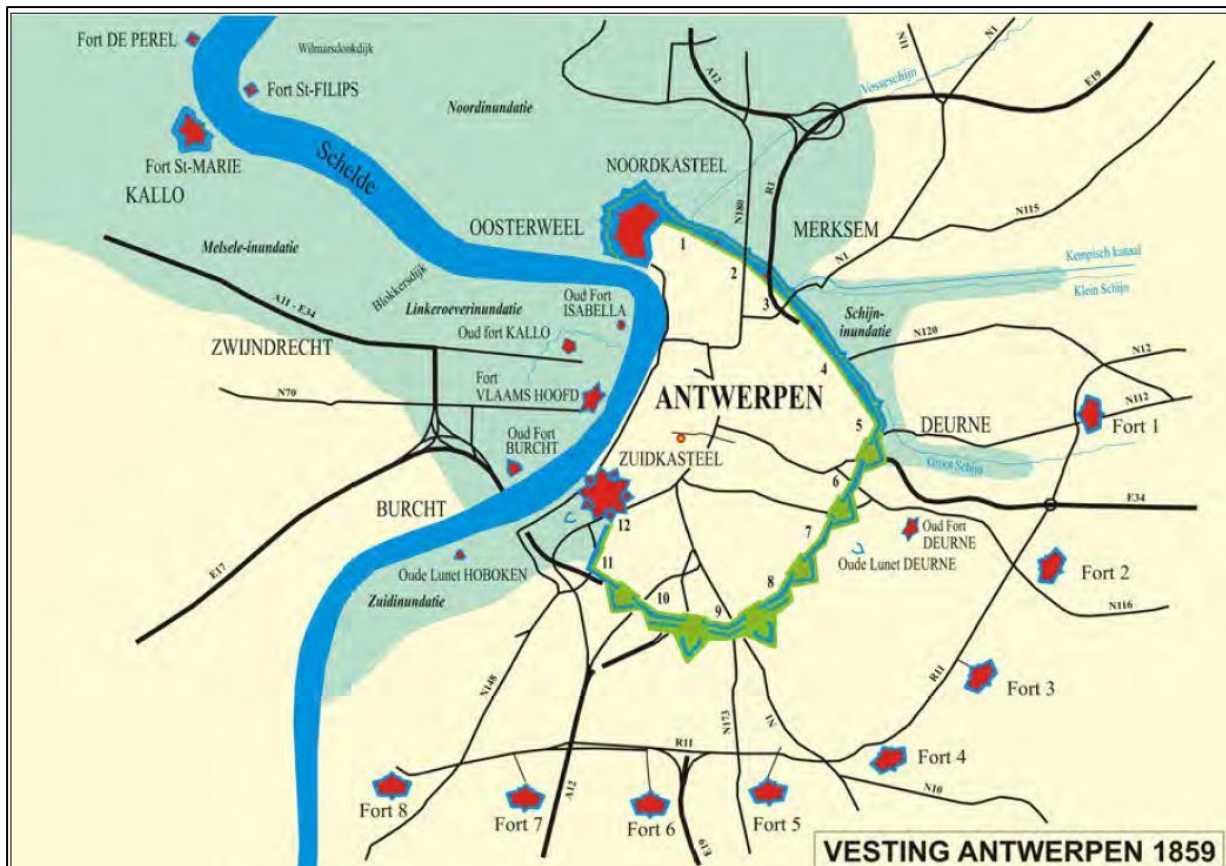 Fort DE PEREL
Wilmarsdonkdijk
Fort St-FILIPS
Noordinundatie
A12
N11
N1
Vosseschijn
E19
Fort St-MARIE
KALLO
Schelde
NOORDKASTEEL
OOSTERWEEL
R1
N180
MERKSEM
N115
Melsele-inundatie
1
2
N1
Kempisch kanaal
Klein Schijn
Blokkersdijk
A11 - E34
Linkeroeverinundatie
Oud Fort
ISABELLA
3
Schijn-
inundatie
Oud fort KALLO
ZWIJNDRECHT
4
N120
N12
Fort
VLAAMS HOOFD
N70
ANTWERPEN
N112
Fort 1
5
DEURNE
Oud Fort
BURCHT
ZUIDKASTEEL
Groot Schijn
6
E34
BURCHT
12
7
Oud Fort
DEURNE
Oude Lunet HOBOKEN
11
Oude Lunet DEURNE
E17
Zuidinundatie
8
Fort 2
10
9
N116
N148
R11
Fort 3
N173
N1
R11
Fort 4
Fort 8
Fort 7
A12
Fort 6
E19
Fort 5
N10
VESTING ANTWERPEN 1859